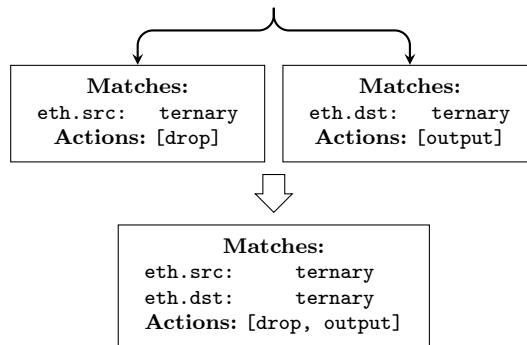 Matches:
eth.src: ternary
Actions: [drop]
Matches:
eth.dst: ternary
Actions: [output]
Matches:
eth.src: ternary
eth.dst: ternary
Actions: [drop, output]